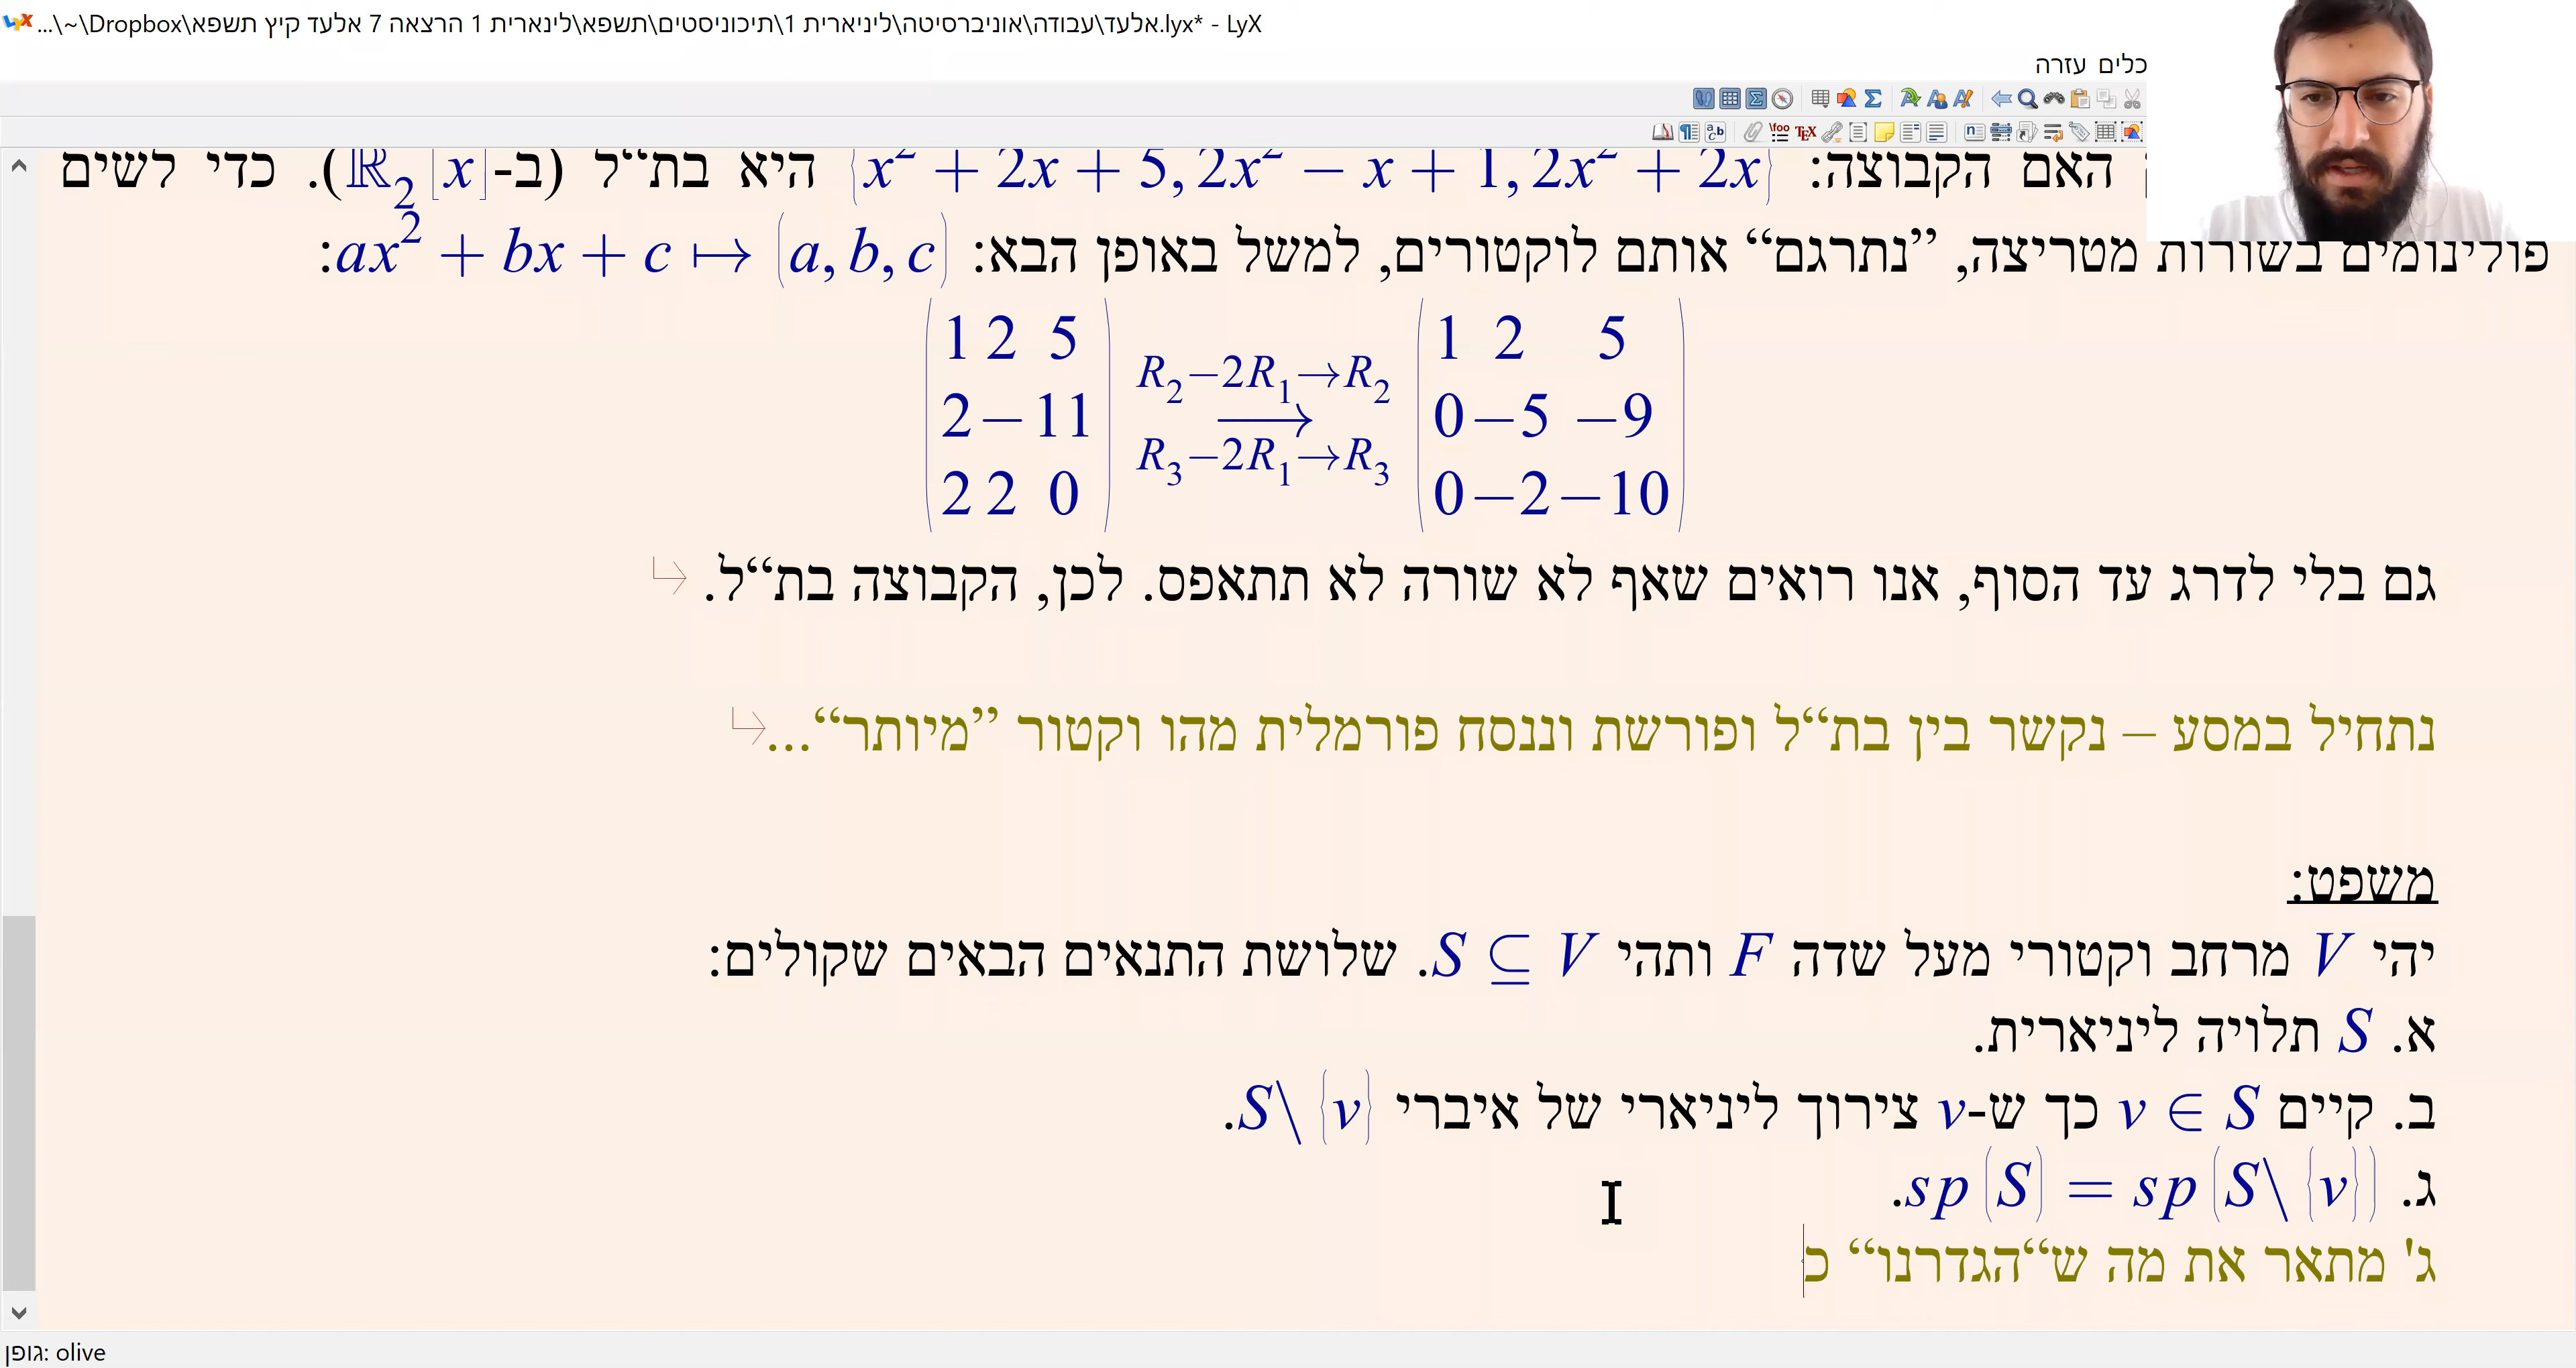 ...\~\Dropbox\אלעד\עבודה\אוניברסיטה\ליניארית 1\תיכוניסטים\תשפא\לינארית 1 הרצאה 7 אלעד קיץ תשפא.lyx* - LyX
כלים עזרה
האם הקבוצה: {x² + 2x + 5, 2x² − x + 1, 2x² + 2x} היא בת“ל (ב-ℝ₂[x]). כדי לשים
פולינומים בשורות מטריצה, ”נתרגם“ אותם לוקטורים, למשל באופן הבא: ax² + bx + c ↦ (a, b, c):
1 2 5 R₂−2R₁→R₂ 1 2 5
2 −1 1 ⟶ 0 −5 −9
2 2 0 R₃−2R₁→R₃ 0 −2 −10
גם בלי לדרג עד הסוף, אנו רואים שאף לא שורה לא תתאפס. לכן, הקבוצה בת“ל.
נתחיל במסע – נקשר בין בת“ל ופורשת וננסח פורמלית מהו וקטור ”מיותר“...
משפט:
יהי V מרחב וקטורי מעל שדה F ותהי S ⊆ V. שלושת התנאים הבאים שקולים:
א. S תלויה ליניארית.
ב. קיים v ∈ S כך ש-v צירוך ליניארי של איברי S\ {v}.
ג. sp(S) = sp(S\ {v}).
ג' מתאר את מה ש“הגדרנו“ כ
גופן: olive